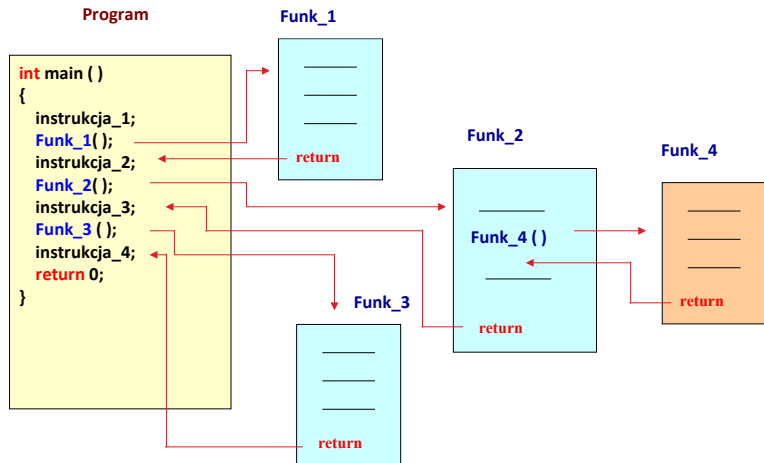 Program
int main ( )
{
instrukcja_1;
Funk_1( );
instrukcja_2;
Funk_2( );
instrukcja_3;
Funk_3 ( );
instrukcja_4;
return 0;
}
Funk_1
return
Funk_2
Funk_4 ( )
return
Funk_4
return
Funk_3
return